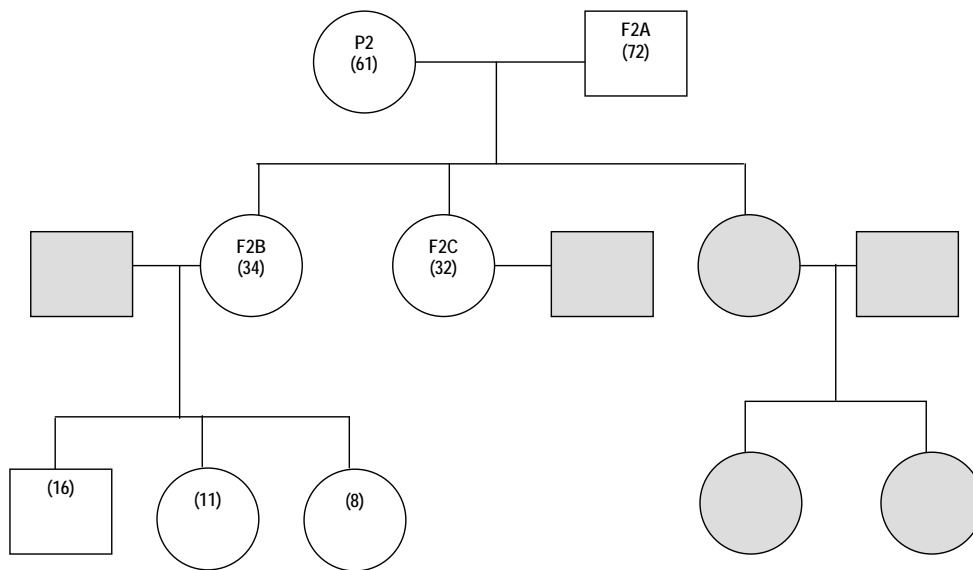 P2
(61)
F2A
(72)
F2B
(34)
F2C
(32)
(16)
(11)
(8)